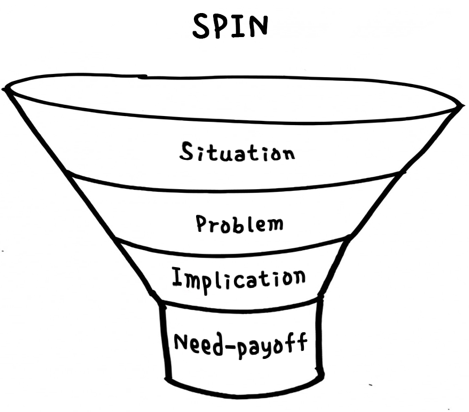 SPIN
Situation
Problem
Implication
Need-payoff